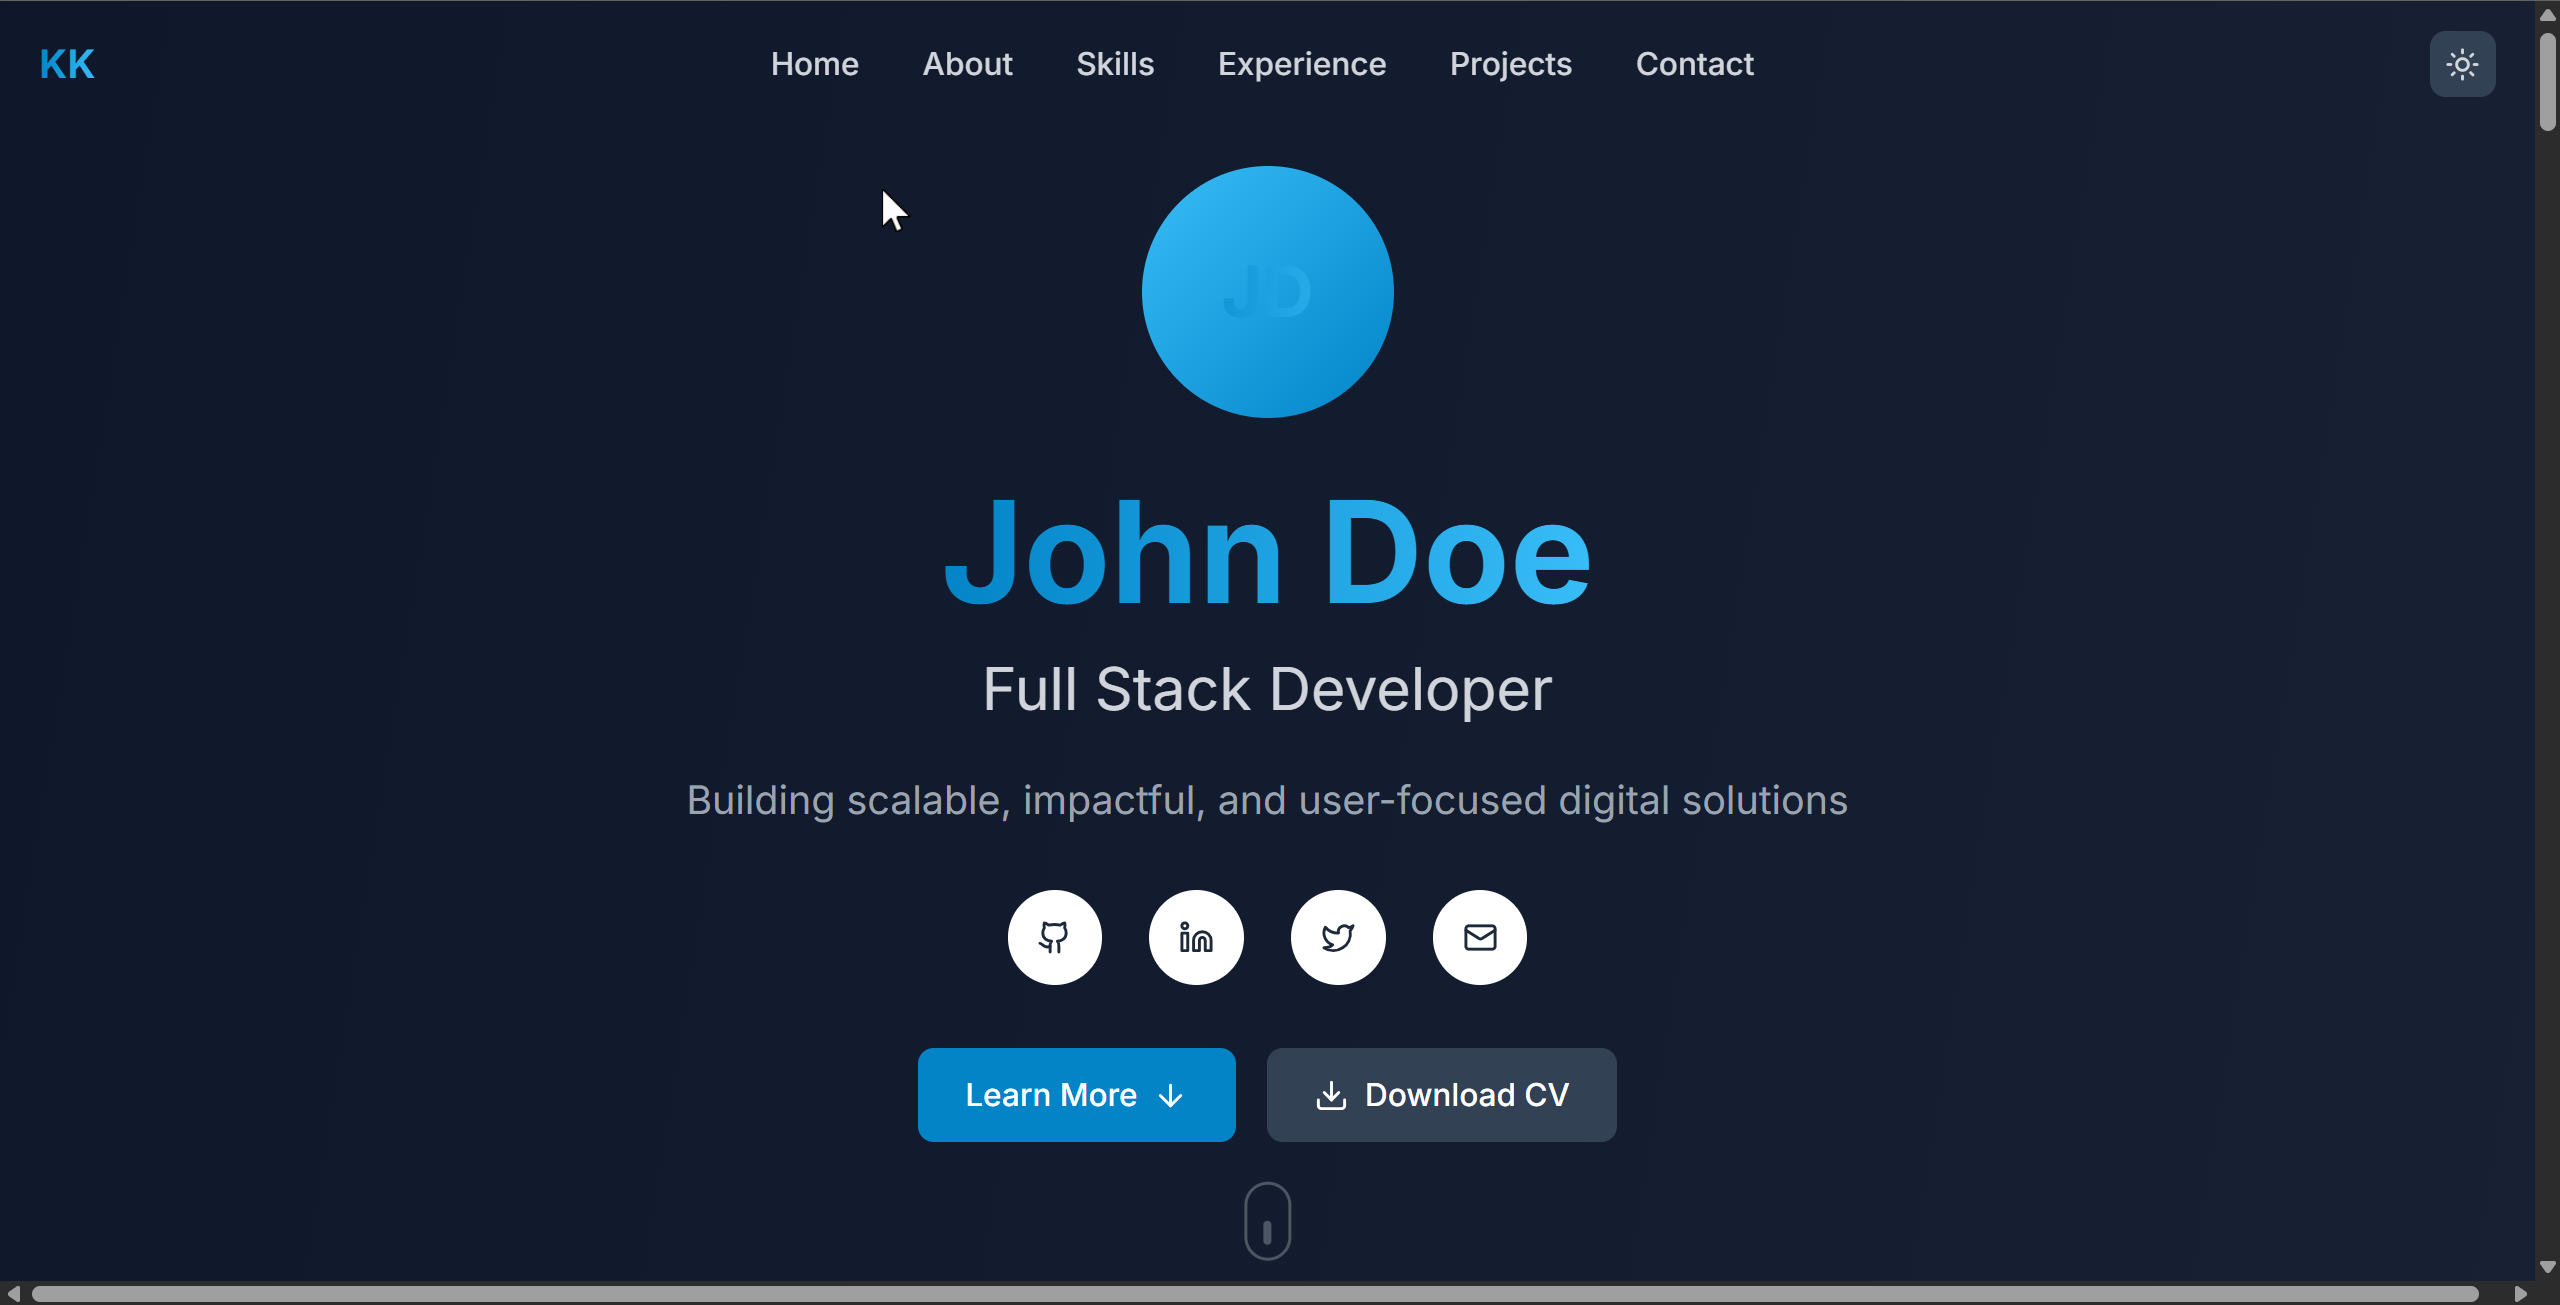 KK
Home About Skills Experience Projects Contact
JD
John Doe
Full Stack Developer
Building scalable, impactful, and user-focused digital solutions
in
Learn More
Download CV